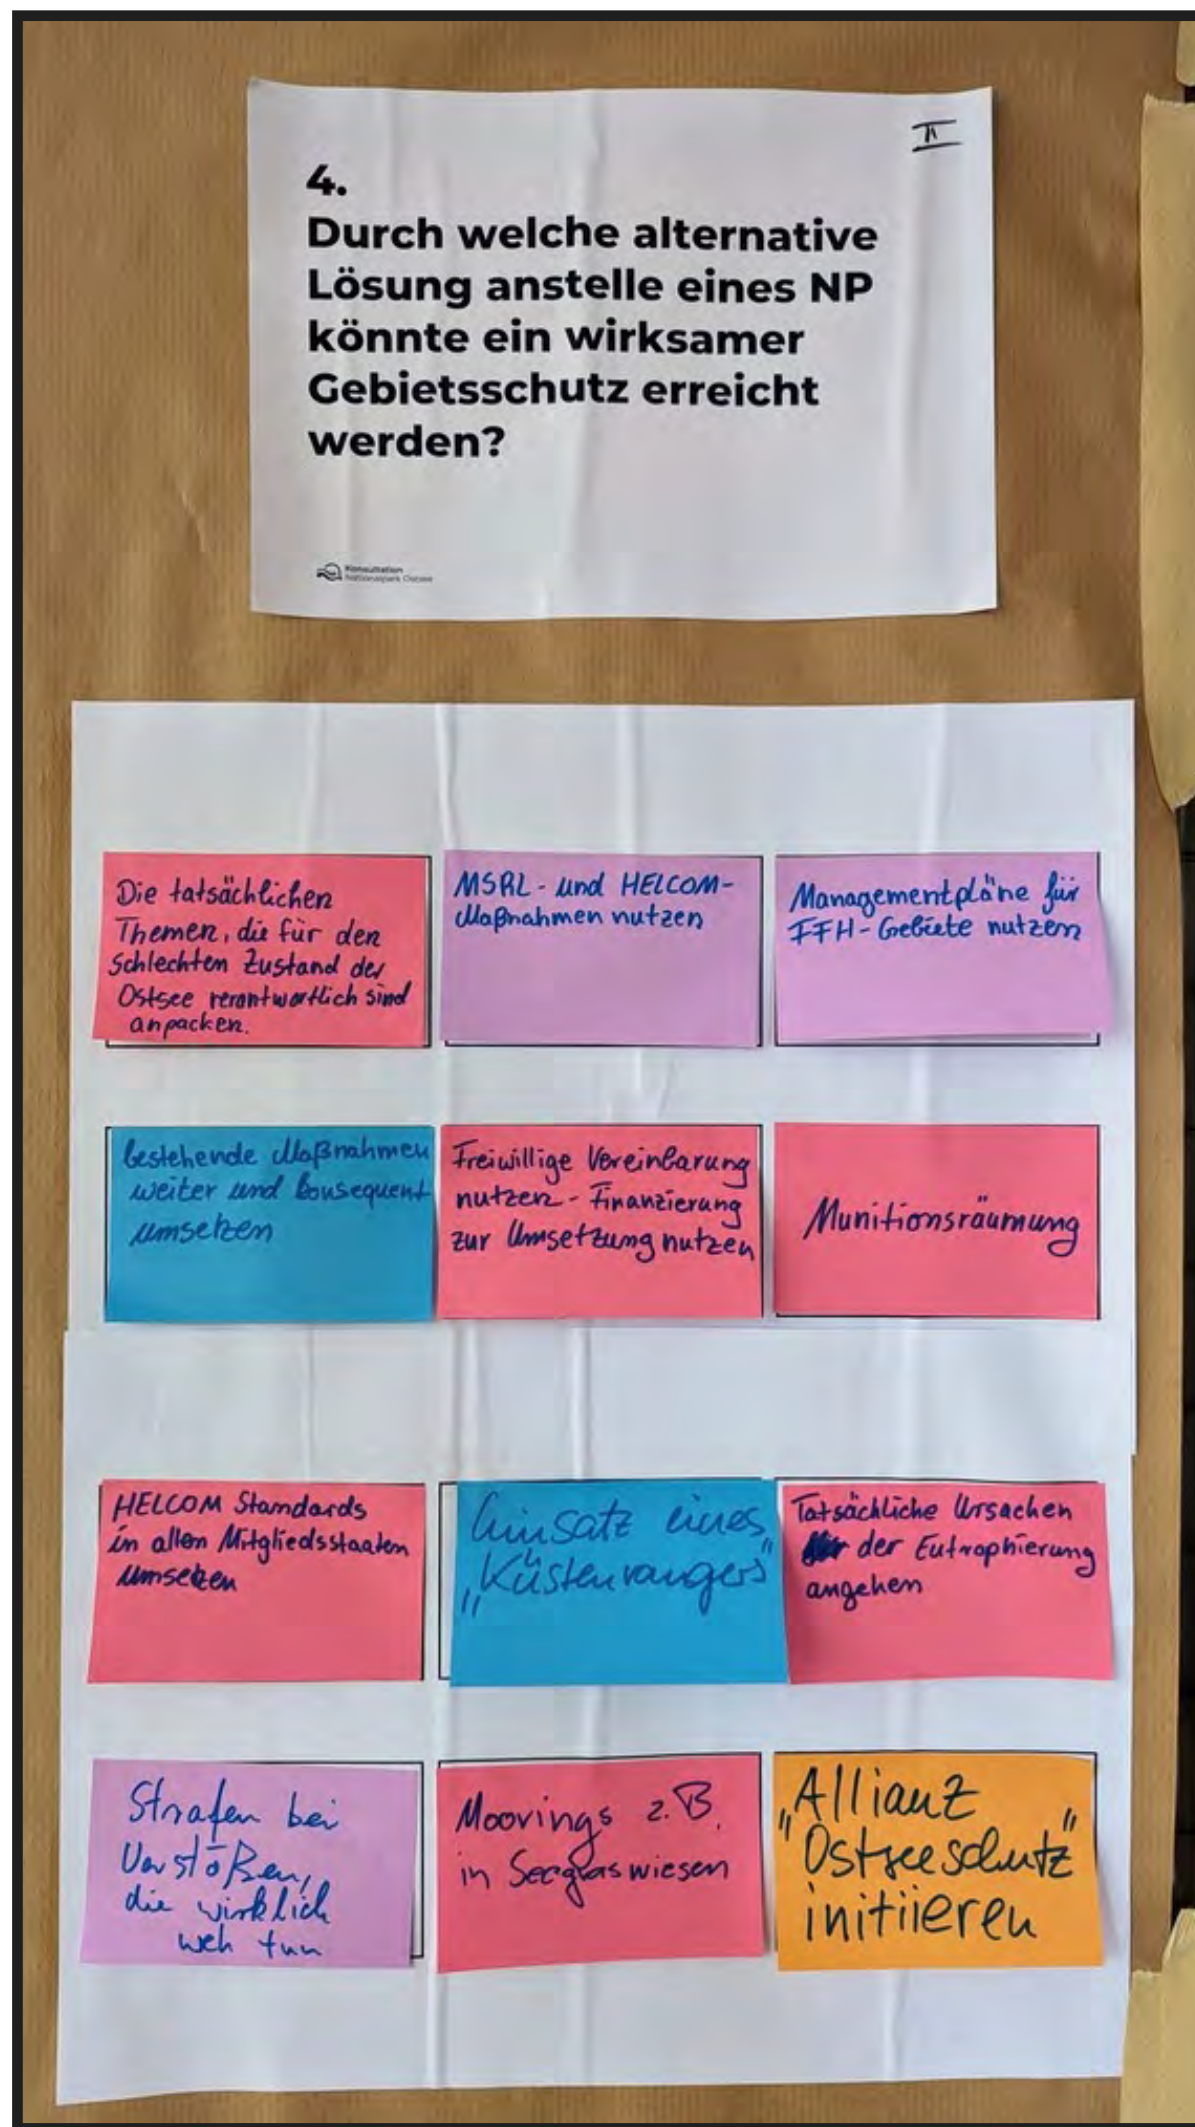 II
4.
Durch welche alternative
Lösung anstelle eines NP
könnte ein wirksamer
Gebietsschutz erreicht
werden?
Konsultation
Nationalpark Ostsee
Die tatsächlichen
Themen, die für den
schlechten Zustand der
Ostsee verantwortlich sind
anpacken.
MSRL- und HELCOM-
Maßnahmen nutzen
Managementpläne für
FFH-Gebiete nutzen
bestehende Maßnahmen
weiter und konsequent
umsetzen
Freiwillige Vereinbarung
nutzen - Finanzierung
zur Umsetzung nutzen
Munitionsräumung
HELCOM Standards
in allen Mitgliedsstaaten
umsetzen
Einsatz eines
„Küstenrangers"
Tatsächliche Ursachen
der Eutrophierung
angehen
Strafen bei
Verstößen,
die wirklich
weh tun
Moorings z.B.
in Seegraswiesen
Allianz
„Ostseeschutz"
initiieren